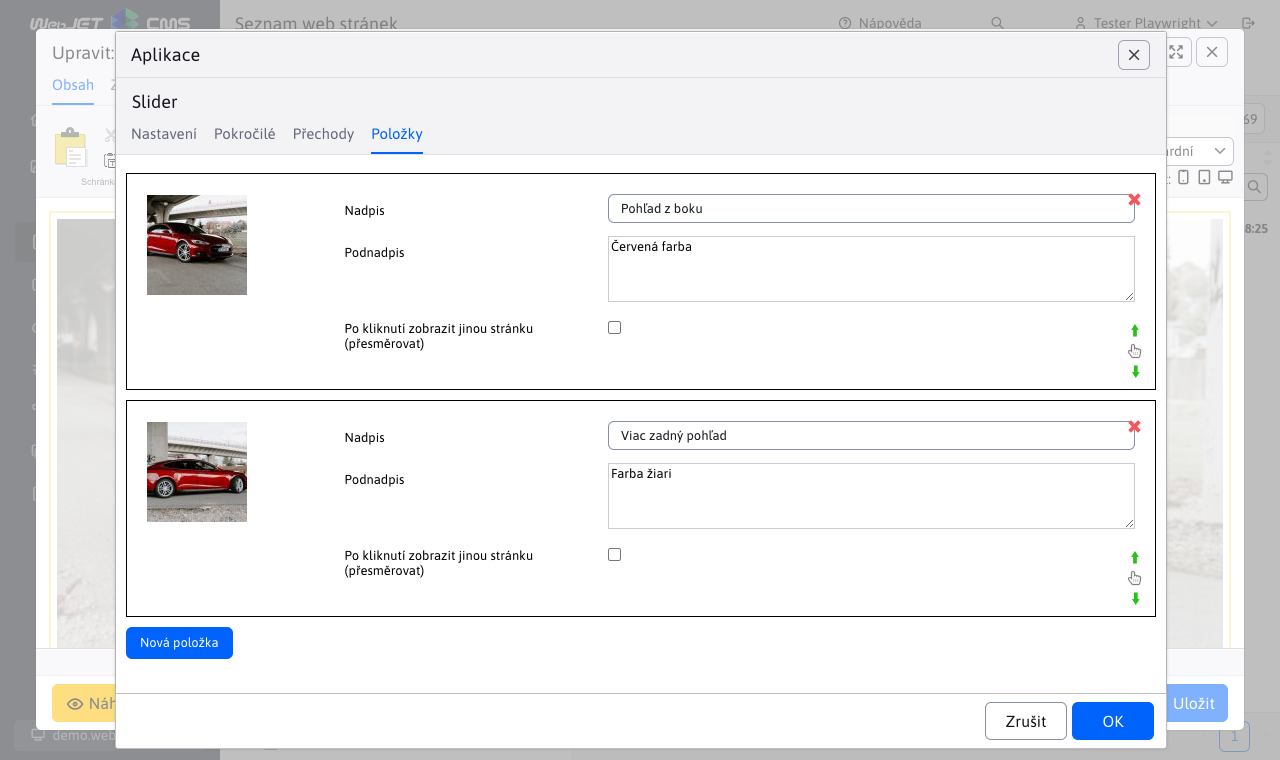 WebJET CMS
Seznam web stránek
Nápověda
Tester Playwright
Upravit:
Aplikace
Obsah
Slider
Nastavení
Pokročilé
Přechody
Položky
69
Schránka
8:25
Nadpis
Pohľad z boku
Podnadpis
Červená farba
Po kliknutí zobrazit jinou stránku
(přesměrovat)
Nadpis
Viac zadný pohľad
Podnadpis
Farba žiari
Po kliknutí zobrazit jinou stránku
(přesměrovat)
Nová položka
Zrušit
OK
Uložit
demo.web
1